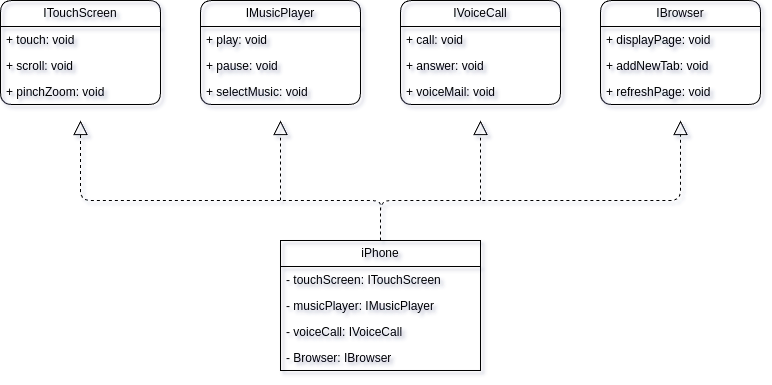 ITouchScreen
+ touch: void
+ scroll: void
+ pinchZoom: void
IMusicPlayer
+ play: void
+ pause: void
+ selectMusic: void
IVoiceCall
+ call: void
+ answer: void
+ voiceMail: void
IBrowser
+ displayPage: void
+ addNewTab: void
+ refreshPage: void
iPhone
- touchScreen: ITouchScreen
- musicPlayer: IMusicPlayer
- voiceCall: IVoiceCall
- Browser: IBrowser